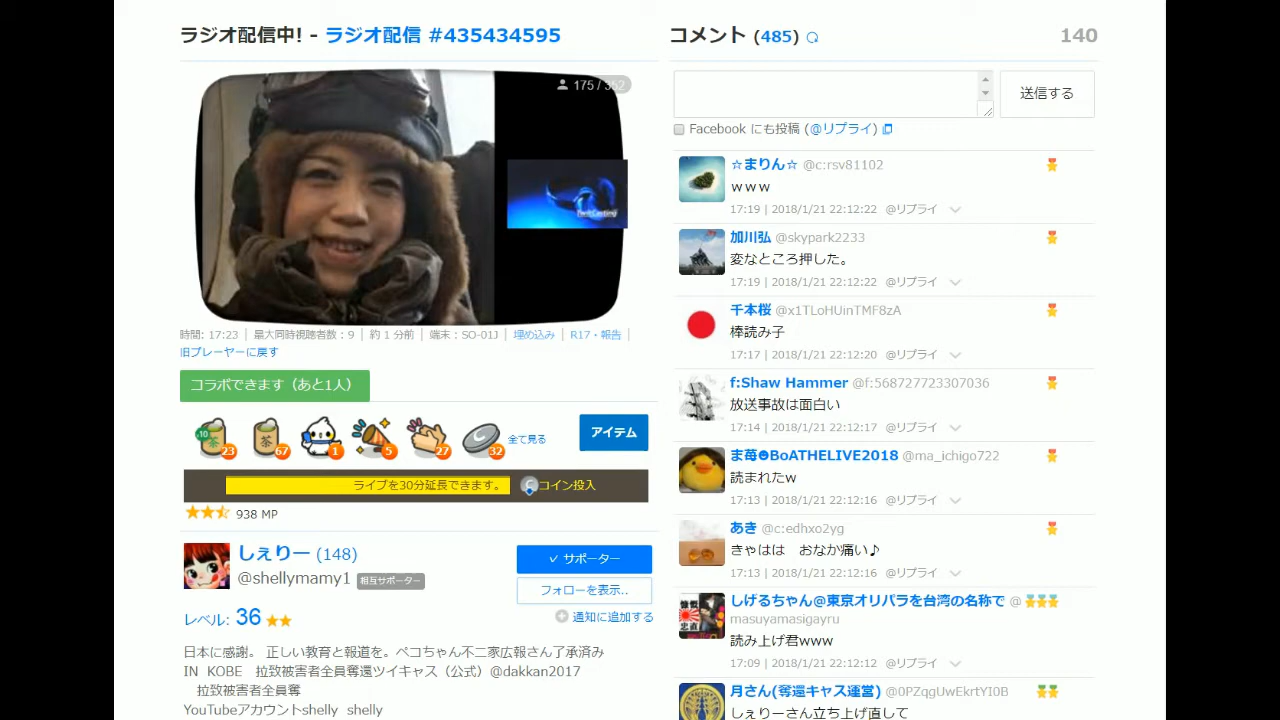 ラジオ配信中! - ラジオ配信 #435434595
175 / 352
時間: 17:23 | 最大同時視聴者数 : 9 | 約 1 分前 | 端末 : SO-01J | 埋め込み | R17・報告 |
旧プレーヤーに戻す
コラボできます（あと1人）
+10 茶 23 茶 67 1 5 27 32 全て見る アイテム
ライブを30分延長できます。 C コイン投入
938 MP
しぇりー (148)
@shellymamy1 相互サポーター
✓ サポーター
フォローを表示..
レベル: 36
通知に追加する
日本に感謝。 正しい教育と報道を。ペコちゃん不二家広報さん了承済み
IN KOBE 拉致被害者全員奪還ツイキャス（公式）@dakkan2017
拉致被害者全員奪
YouTubeアカウントshelly shelly
コメント (485) 140
送信する
Facebook にも投稿 (@リプライ)
☆まりん☆ @c:rsv81102
ｗｗｗ
17:19 | 2018/1/21 22:12:22 @リプライ
加川弘 @skypark2233
変なところ押した。
17:19 | 2018/1/21 22:12:22 @リプライ
千本桜 @x1TLoHUinTMF8zA
棒読み子
17:17 | 2018/1/21 22:12:20 @リプライ
f:Shaw Hammer @f:568727723307036
放送事故は面白い
17:14 | 2018/1/21 22:12:17 @リプライ
ま苺☻BoATHELIVE2018 @ma_ichigo722
読まれたw
17:13 | 2018/1/21 22:12:16 @リプライ
あき @c:edhxo2yg
きゃはは おなか痛い♪
17:13 | 2018/1/21 22:12:16 @リプライ
しげるちゃん@東京オリパラを台湾の名称で @
masuyamasigayru
読み上げ君www
17:09 | 2018/1/21 22:12:12 @リプライ
月さん(奪還キャス運営) @0PZqgUwEkrtYI0B
しぇりーさん立ち上げ直して